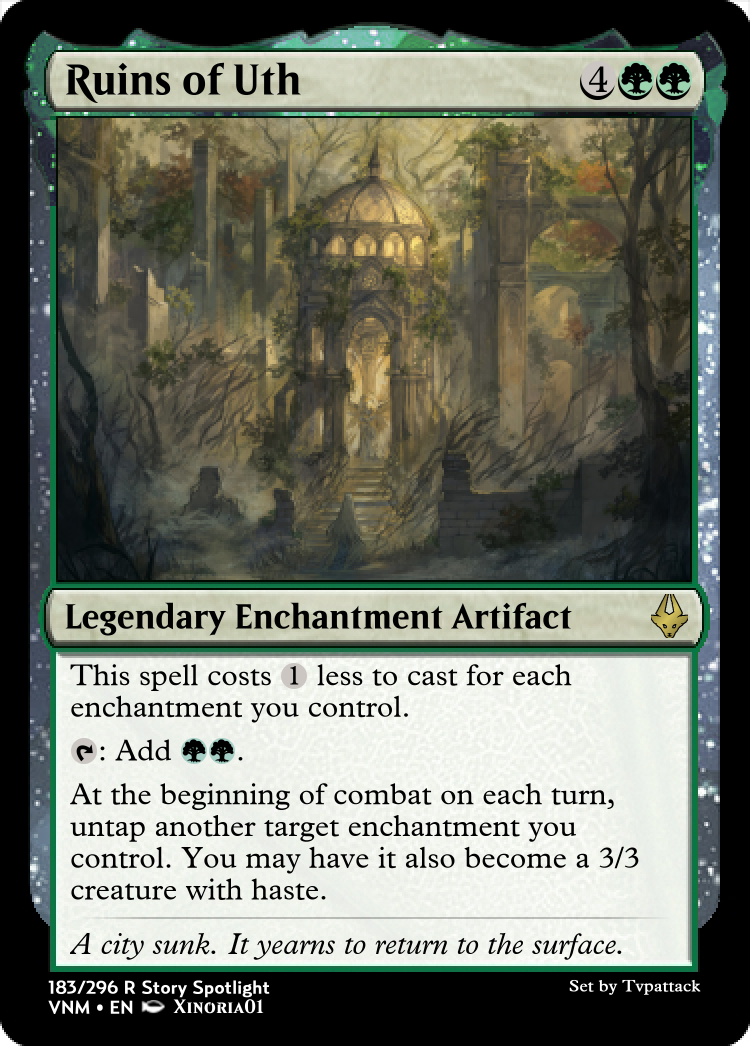 Ruins of Uth 4
Legendary Enchantment Artifact
This spell costs 1 less to cast for each
enchantment you control.
: Add .
At the beginning of combat on each turn,
untap another target enchantment you
control. You may have it also become a 3/3
creature with haste.
A city sunk. It yearns to return to the surface.
183/296 R Story Spotlight
VNM • EN Xinoria01
Set by Tvpattack